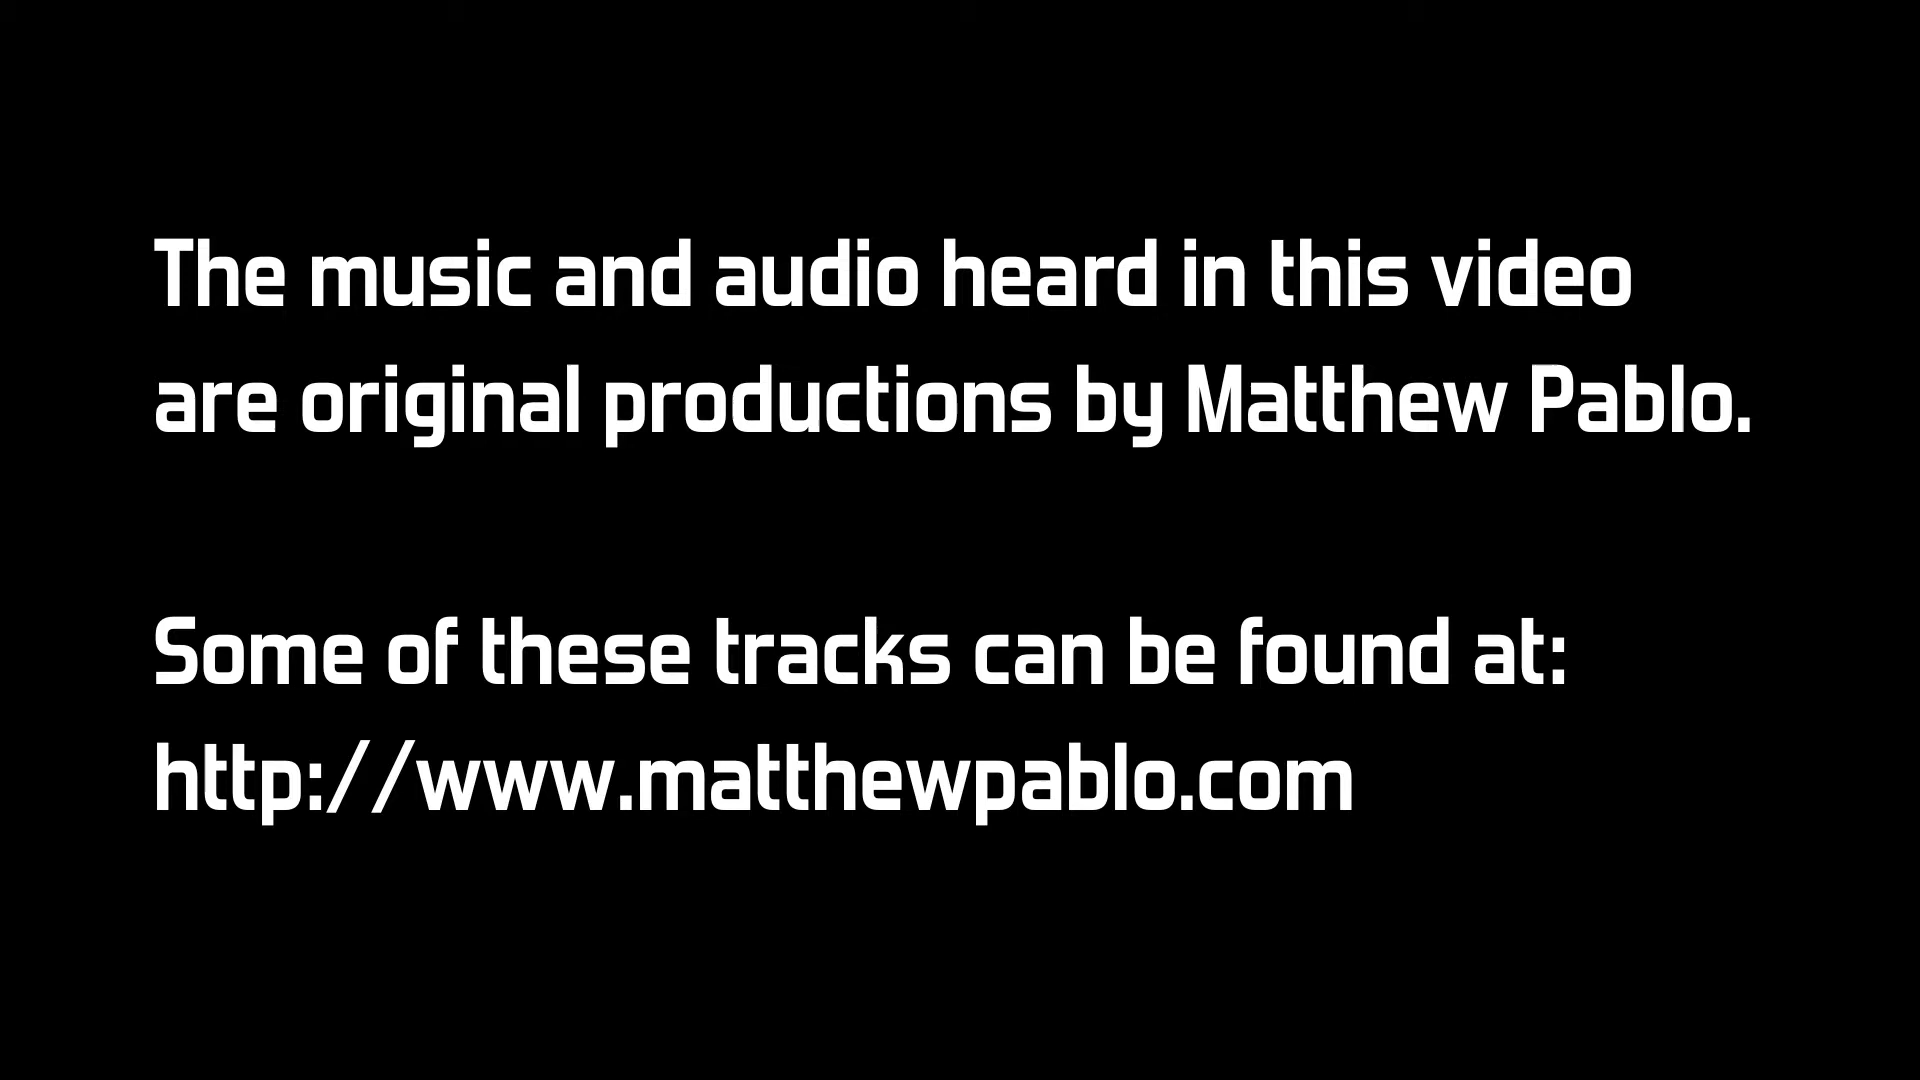 The music and audio heard in this video
are original productions by Matthew Pablo.
Some of these tracks can be found at:
http://www.matthewpablo.com